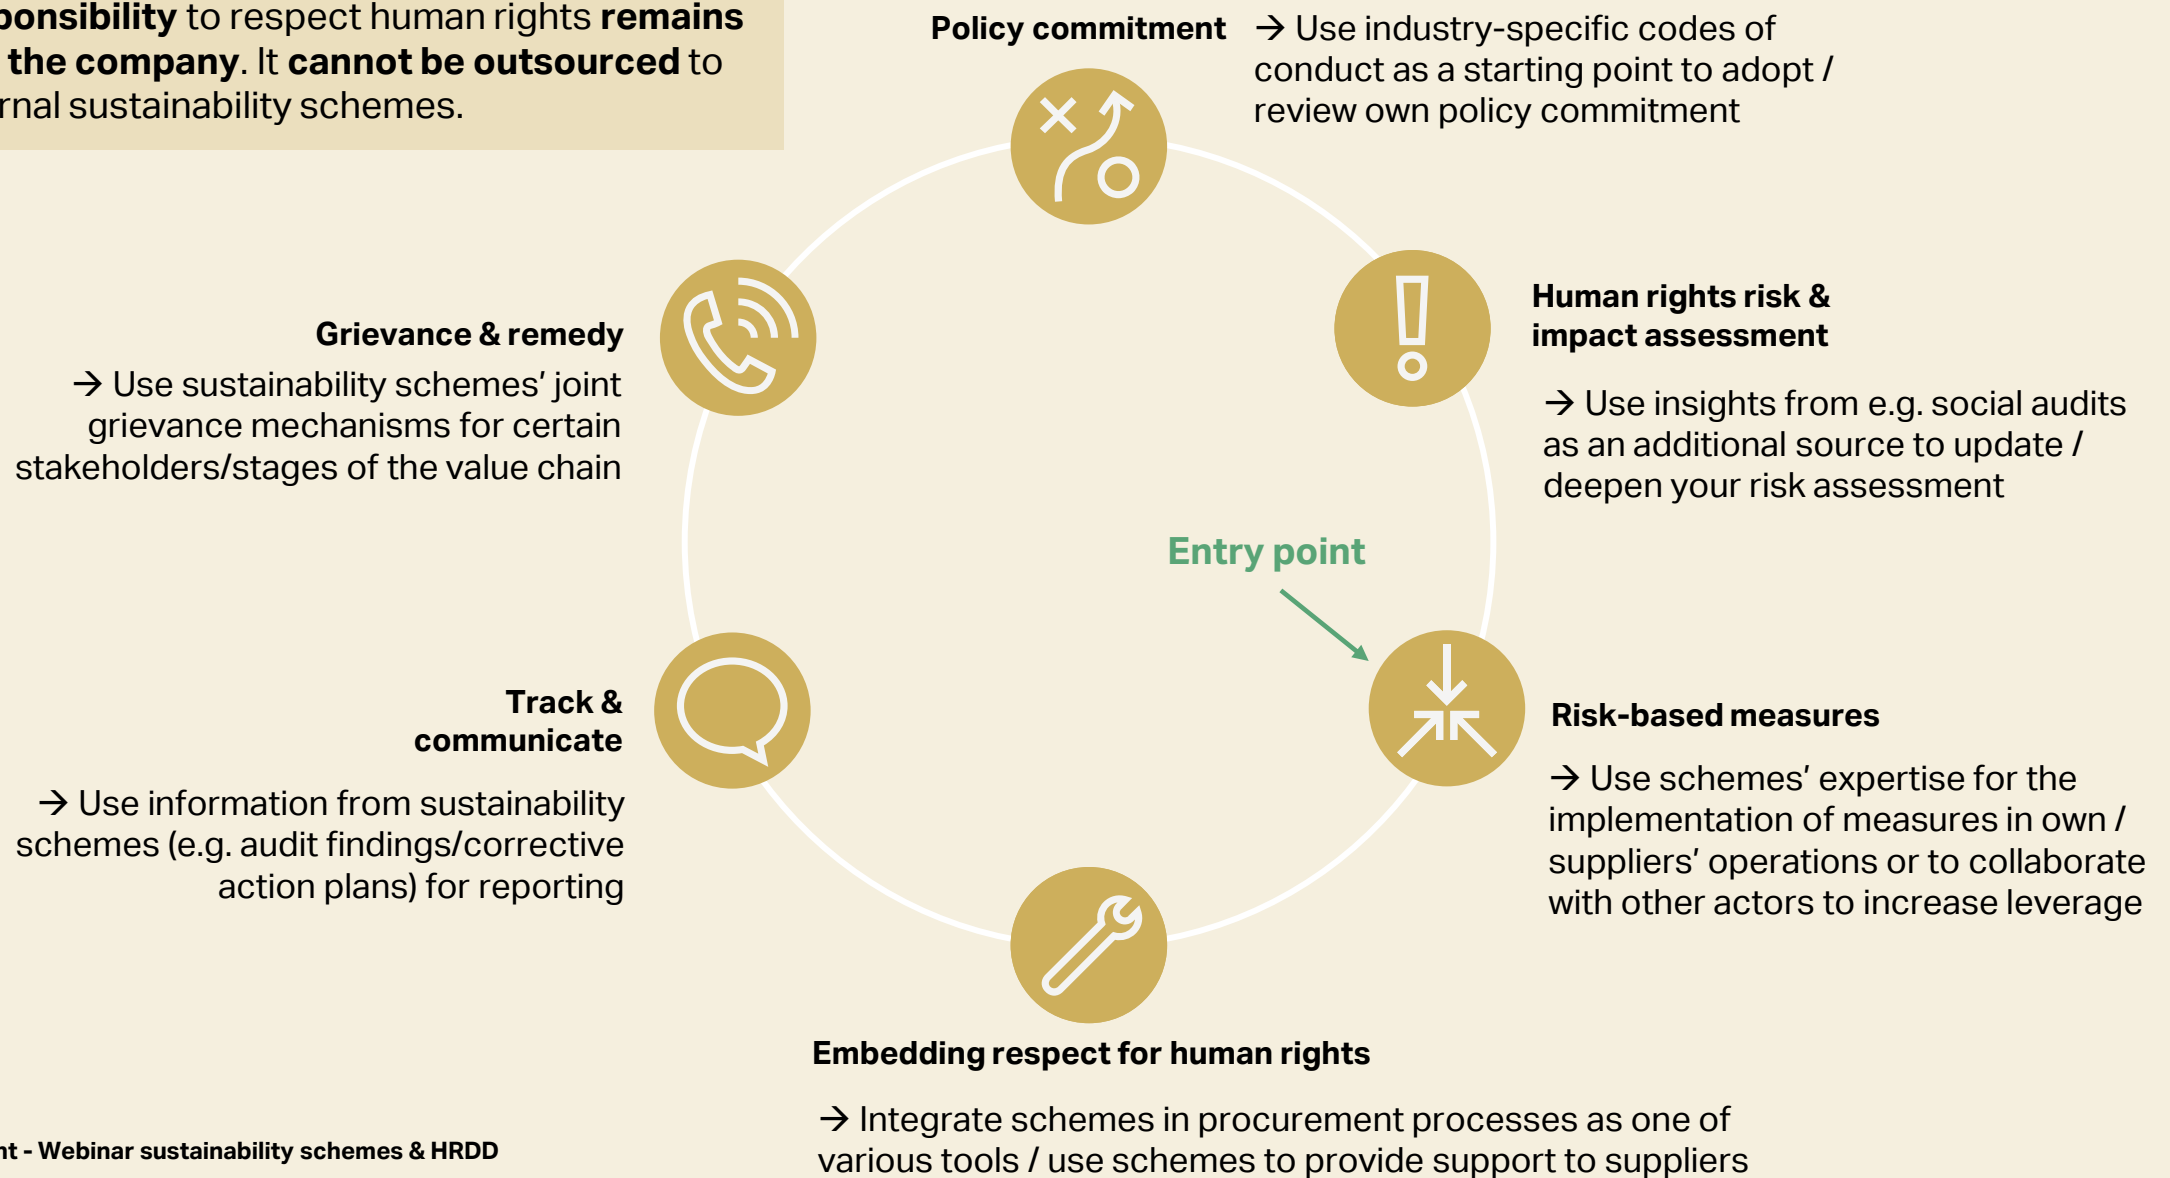 ponsibility to respect human rights remains
the company. It cannot be outsourced to
rnal sustainability schemes.
Policy commitment
→ Use industry-specific codes of
conduct as a starting point to adopt /
review own policy commitment
Human rights risk &
impact assessment
→ Use insights from e.g. social audits
as an additional source to update /
deepen your risk assessment
Entry point
Risk-based measures
→ Use schemes’ expertise for the
implementation of measures in own /
suppliers’ operations or to collaborate
with other actors to increase leverage
Embedding respect for human rights
→ Integrate schemes in procurement processes as one of
various tools / use schemes to provide support to suppliers
Track &
communicate
→ Use information from sustainability
schemes (e.g. audit findings/corrective
action plans) for reporting
Grievance & remedy
→ Use sustainability schemes’ joint
grievance mechanisms for certain
stakeholders/stages of the value chain
nt - Webinar sustainability schemes & HRDD